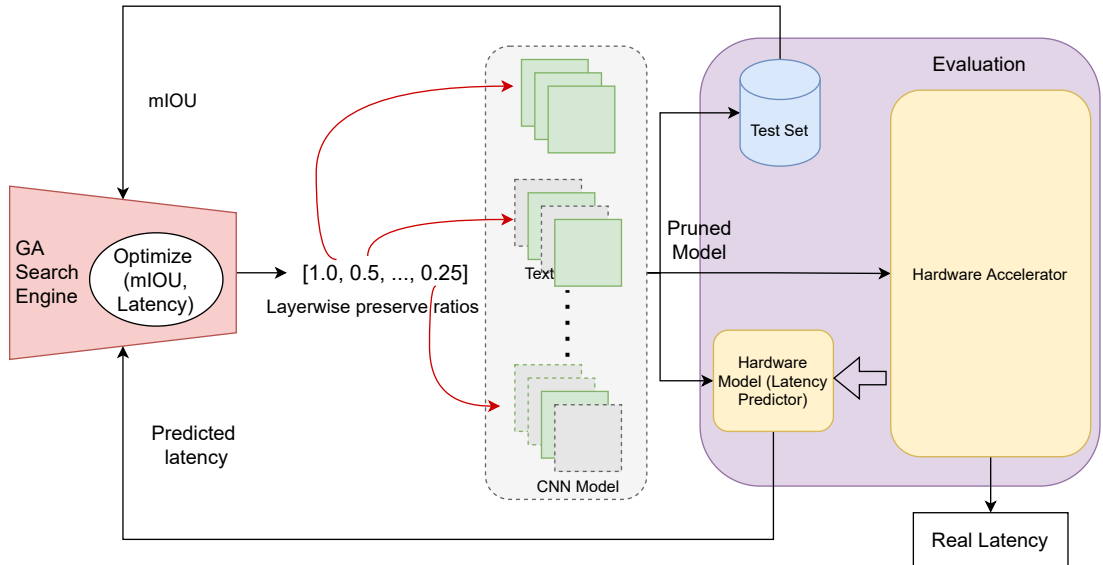 mIOU
GA
Search
Engine
Optimize
(mIOU,
Latency)
[1.0, 0.5, ..., 0.25]
Layerwise preserve ratios
Predicted
latency
Text
CNN Model
Pruned
Model
Evaluation
Test Set
Hardware Accelerator
Hardware
Model (Latency
Predictor)
Real Latency